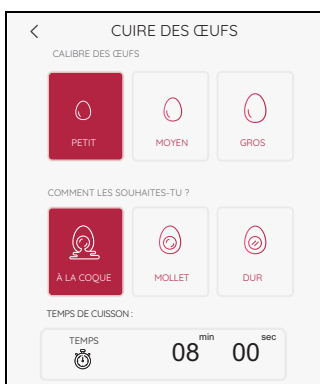 CUIRE DES ŒUFS
CALIBRE DES ŒUFS
PETIT MOYEN GROS
COMMENT LES SOUHAITES-TU ?
À LA COQUE MOLLET DUR
TEMPS DE CUISSON :
TEMPS 08 min 00 sec